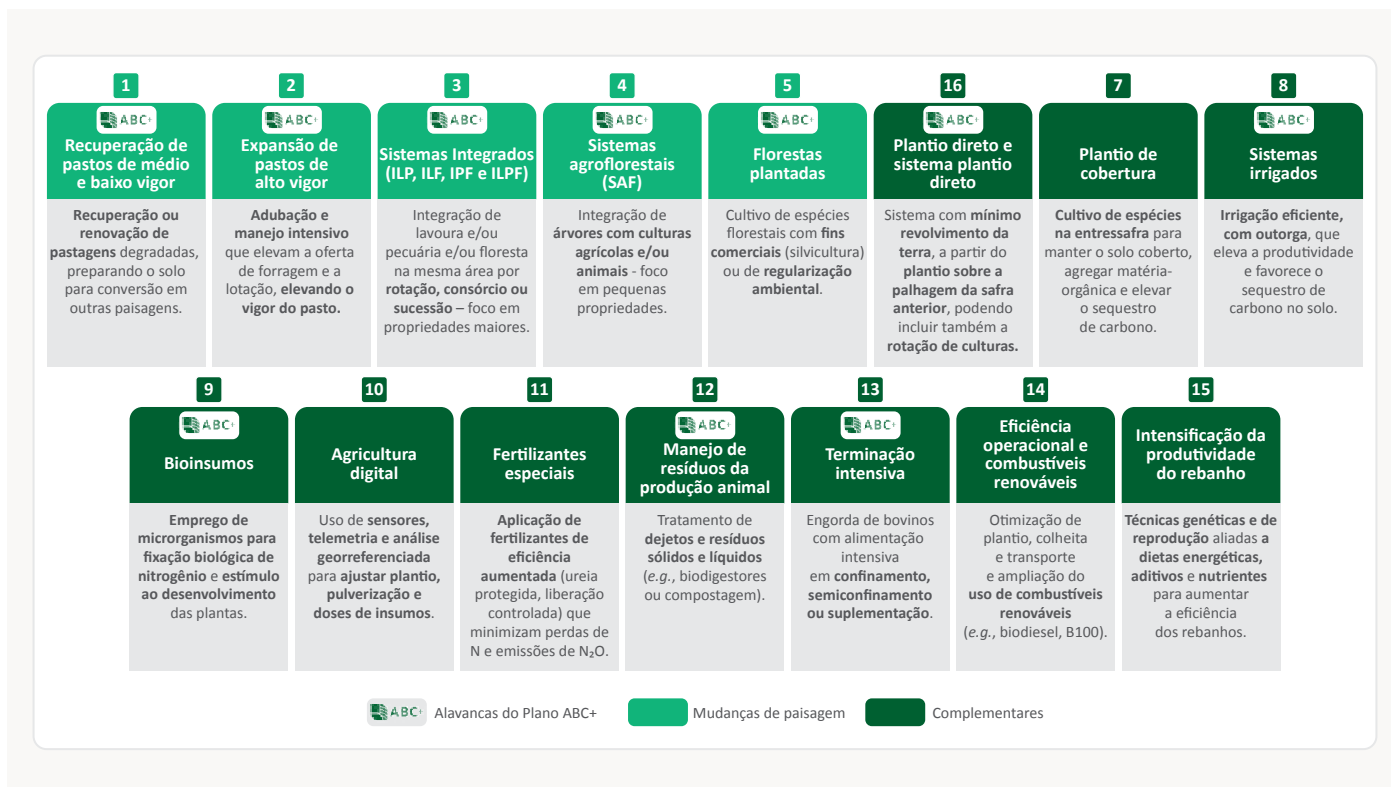 1
ABC+
Recuperação de
pastos de médio
e baixo vigor
Recuperação ou
renovação de
pastagens degradadas,
preparando o solo
para conversão em
outras paisagens.
2
ABC+
Expansão de
pastos de
alto vigor
Adubação e
manejo intensivo
que elevam a oferta
de forragem e a
lotação, elevando o
vigor do pasto.
3
ABC+
Sistemas Integrados
(ILP, ILF, IPF e ILPF)
Integração de
lavoura e/ou
pecuária e/ou floresta
na mesma área por
rotação, consórcio ou
sucessão – foco em
propriedades maiores.
4
ABC+
Sistemas
agroflorestais
(SAF)
Integração de
árvores com culturas
agrícolas e/ou
animais - foco
em pequenas
propriedades.
5
ABC+
Florestas
plantadas
Cultivo de espécies
florestais com fins
comerciais (silvicultura)
ou de regularização
ambiental.
16
ABC+
Plantio direto e
sistema plantio
direto
Sistema com mínimo
revolvimento da
terra, a partir do
plantio sobre a
palhagem da safra
anterior, podendo
incluir também a
rotação de culturas.
7
Plantio de
cobertura
Cultivo de espécies
na entressafra para
manter o solo coberto,
agregar matéria-
orgânica e elevar
o sequestro
de carbono.
8
ABC+
Sistemas
irrigados
Irrigação eficiente,
com outorga, que
eleva a produtividade
e favorece o
sequestro de
carbono no solo.
9
ABC+
Bioinsumos
Emprego de
microrganismos para
fixação biológica de
nitrogênio e estímulo
ao desenvolvimento
das plantas.
10
Agricultura
digital
Uso de sensores,
telemetria e análise
georreferenciada
para ajustar plantio,
pulverização e
doses de insumos.
11
Fertilizantes
especiais
Aplicação de
fertilizantes de
eficiência
aumentada (ureia
protegida, liberação
controlada) que
minimizam perdas de
N e emissões de N₂O.
12
ABC+
Manejo de
resíduos da
produção animal
Tratamento de
dejetos e resíduos
sólidos e líquidos
(e.g., biodigestores
ou compostagem).
13
ABC+
Terminação
intensiva
Engorda de bovinos
com alimentação
intensiva
em confinamento,
semiconfinamento
ou suplementação.
14
Eficiência
operacional e
combustíveis
renováveis
Otimização de
plantio, colheita
e transporte
e ampliação do
uso de combustíveis
renováveis
(e.g., biodiesel, B100).
15
Intensificação da
produtividade
do rebanho
Técnicas genéticas e de
reprodução aliadas a
dietas energéticas,
aditivos e nutrientes
para aumentar
a eficiência
dos rebanhos.
ABC+ Alavancas do Plano ABC+
Mudanças de paisagem
Complementares